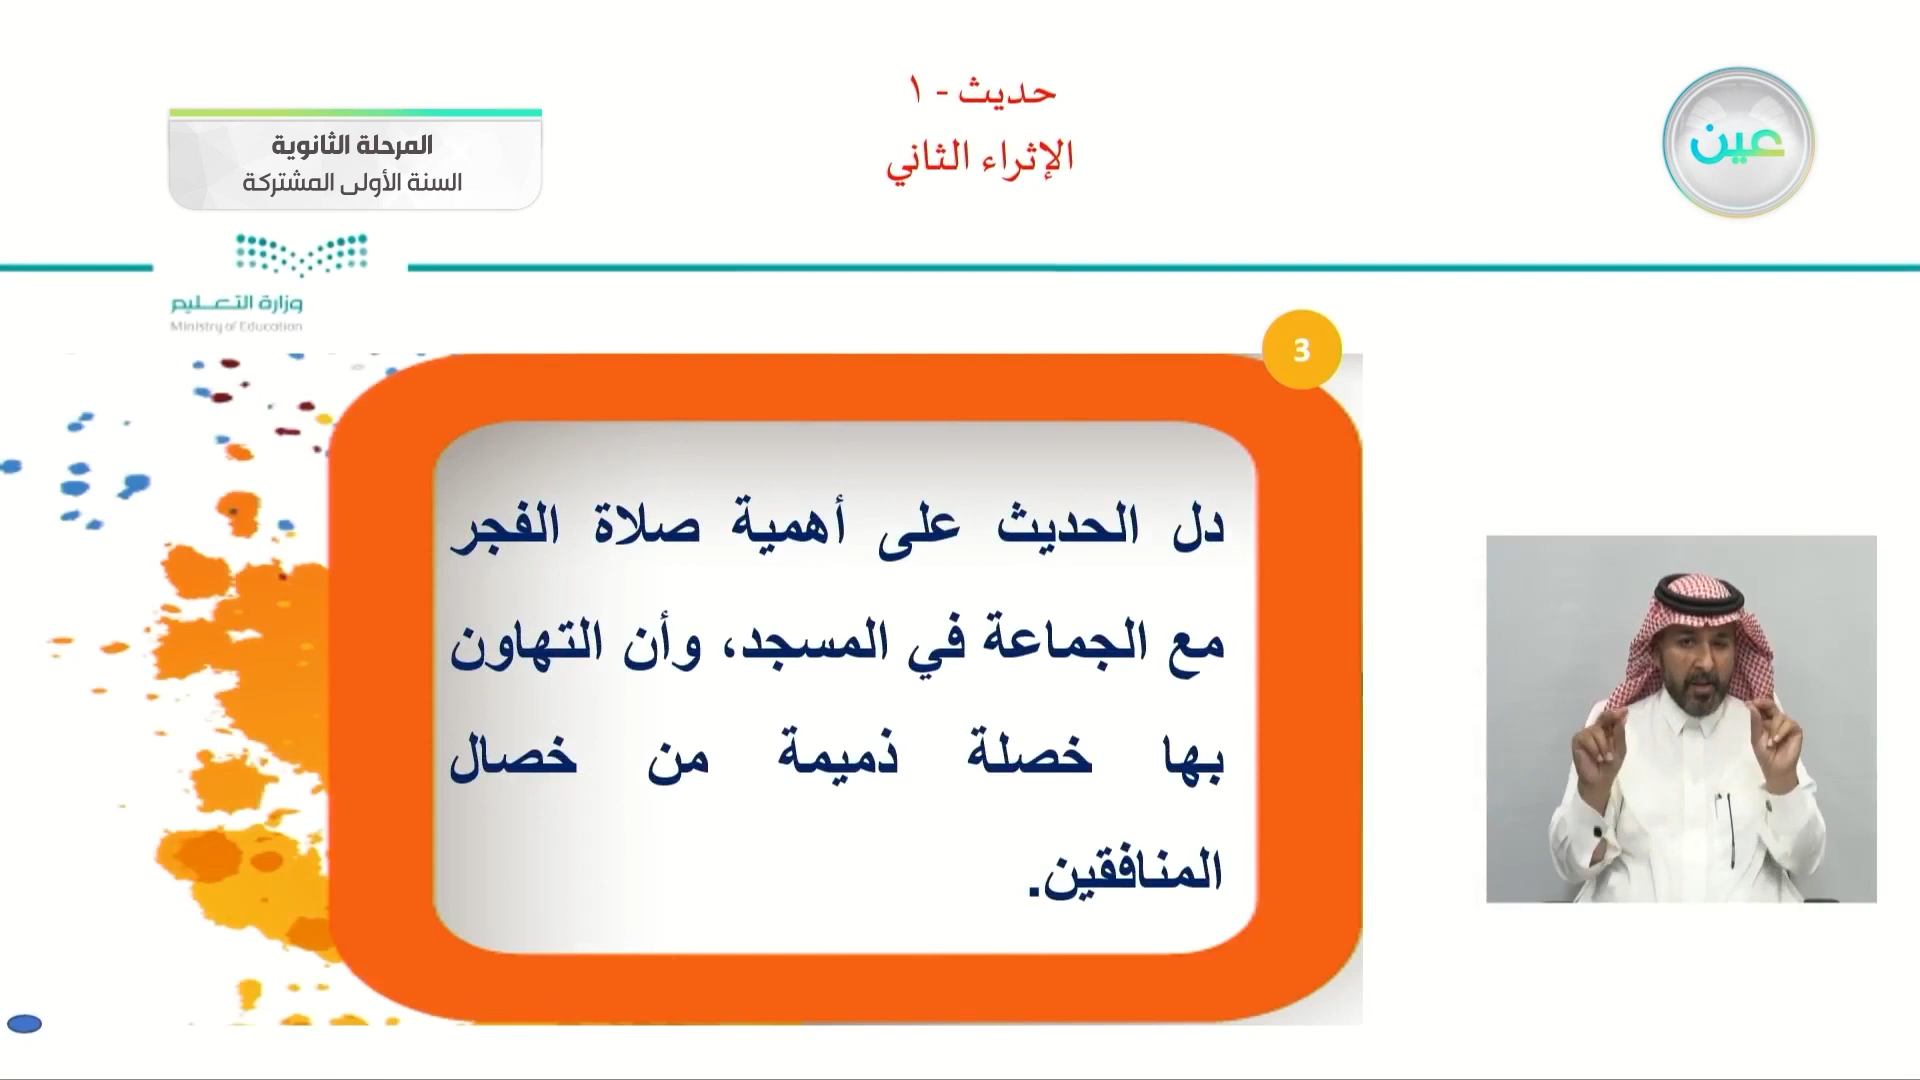 حديث - ١
الإثراء الثاني
عين
المرحلة الثانوية
السنة الأولى المشتركة
وزارة التعليم
Ministry of Education
3
دل الحديث على أهمية صلاة الفجر
مع الجماعة في المسجد، وأن التهاون
بها خصلة ذميمة من خصال
المنافقين.